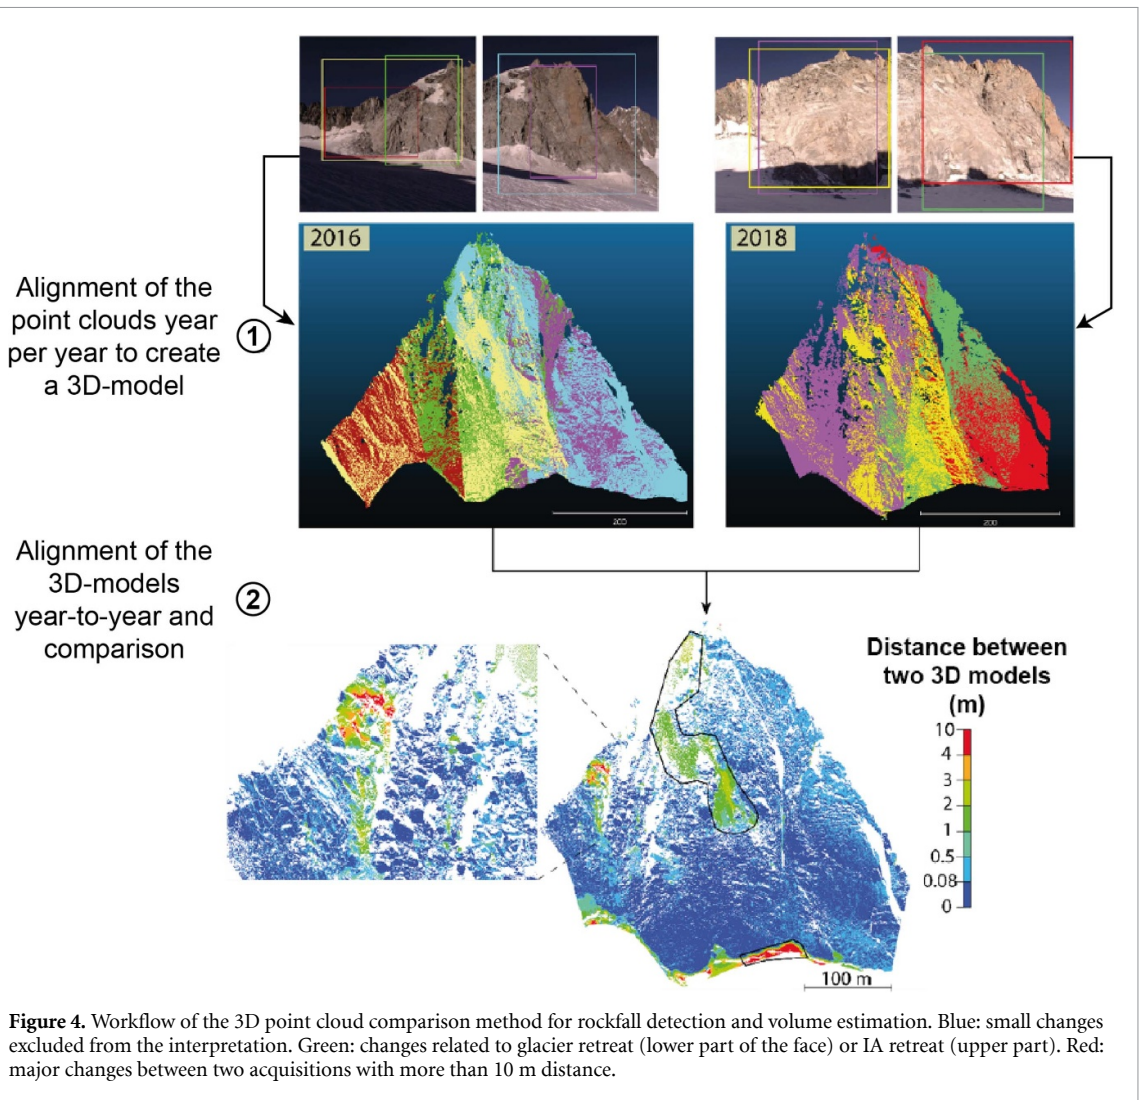 2016
2018
Alignment of the
point clouds year
per year to create
a 3D-model
1
200
200
Alignment of the
3D-models
year-to-year and
comparison
2
Distance between
two 3D models
(m)
10
4
3
2
1
0.5
0.08
0
100 m
Figure 4. Workflow of the 3D point cloud comparison method for rockfall detection and volume estimation. Blue: small changes
excluded from the interpretation. Green: changes related to glacier retreat (lower part of the face) or IA retreat (upper part). Red:
major changes between two acquisitions with more than 10 m distance.